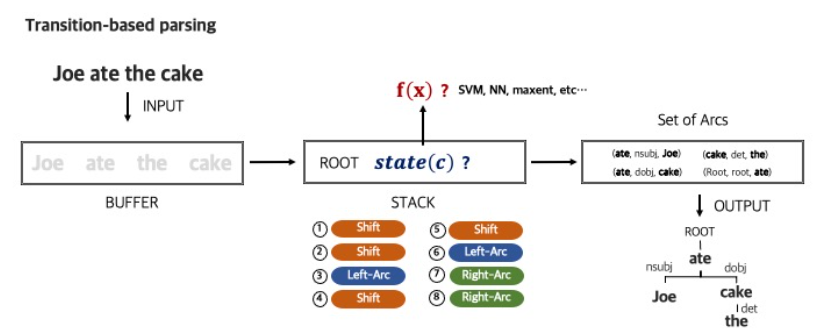 Transition-based parsing
Joe ate the cake
INPUT
Joe ate the cake
BUFFER
f(x) ? SVM, NN, maxent, etc···
ROOT state(c) ?
STACK
① Shift
② Shift
③ Left-Arc
④ Shift
⑤ Shift
⑥ Left-Arc
⑦ Right-Arc
⑧ Right-Arc
Set of Arcs
(ate, nsubj, Joe) (cake, det, the)
(ate, dobj, cake) (Root, root, ate)
OUTPUT
ROOT
ate
nsubj dobj
Joe cake
det
the